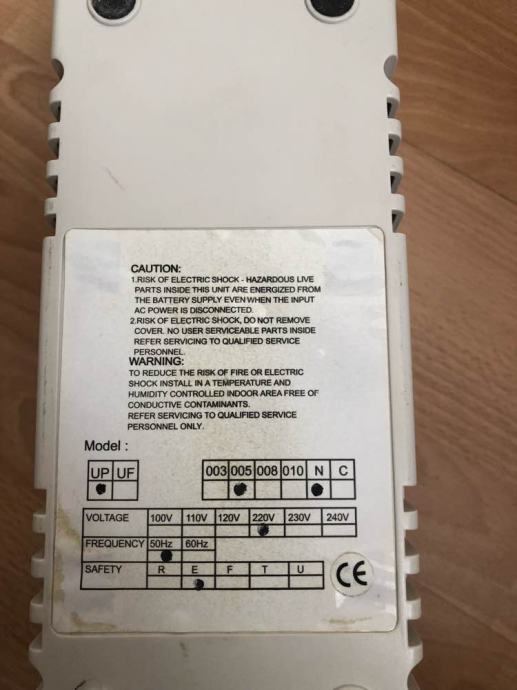 CAUTION:
1.RISK OF ELECTRIC SHOCK - HAZARDOUS LIVE
PARTS INSIDE THIS UNIT ARE ENERGIZED FROM
THE BATTERY SUPPLY EVEN WHEN THE INPUT
AC POWER IS DISCONNECTED.
2.RISK OF ELECTRIC SHOCK, DO NOT REMOVE
COVER. NO USER SERVICEABLE PARTS INSIDE
REFER SERVICING TO QUALIFIED SERVICE
PERSONNEL.
WARNING:
TO REDUCE THE RISK OF FIRE OR ELECTRIC
SHOCK INSTALL IN A TEMPERATURE AND
HUMIDITY CONTROLLED INDOOR AREA FREE OF
CONDUCTIVE CONTAMINANTS.
REFER SERVICING TO QUALIFIED SERVICE
PERSONNEL ONLY.
Model :
UP UF 003 005 008 010 N C
VOLTAGE 100V 110V 120V 220V 230V 240V
FREQUENCY 50Hz 60Hz
SAFETY R E F T U
CE